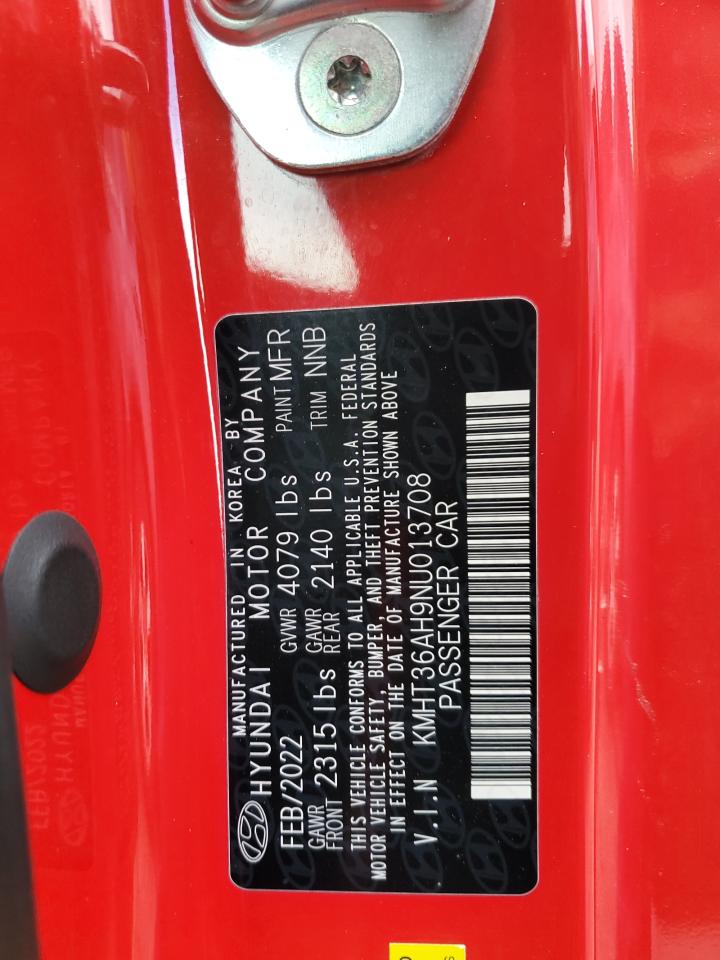 MANUFACTURED IN KOREA BY
HYUNDAI MOTOR COMPANY
FEB/2022 GVWR 4079 lbs PAINT MFR
GAWR FRONT 2315 lbs GAWR REAR 2140 lbs TRIM NNB
THIS VEHICLE CONFORMS TO ALL APPLICABLE U.S.A. FEDERAL
MOTOR VEHICLE SAFETY, BUMPER, AND THEFT PREVENTION STANDARDS
IN EFFECT ON THE DATE OF MANUFACTURE SHOWN ABOVE
V.I.N KMHT36AH9NU013708
PASSENGER CAR